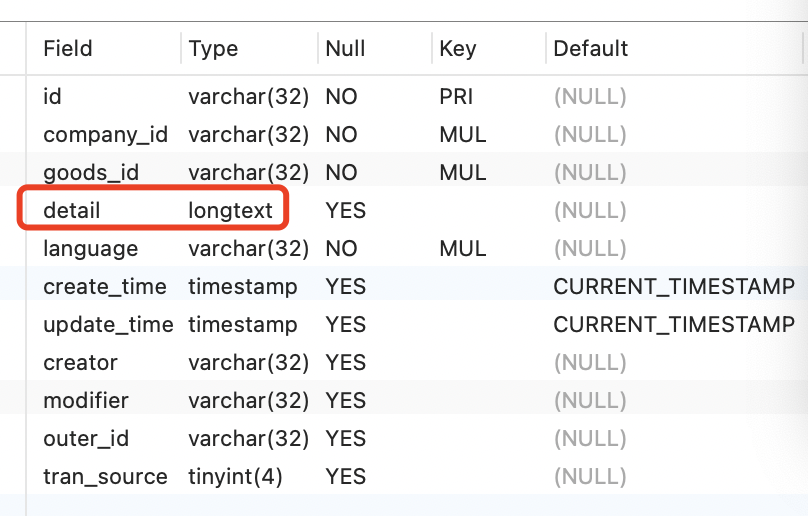 Field Type Null Key Default
id varchar(32) NO PRI (NULL)
company_id varchar(32) NO MUL (NULL)
goods_id varchar(32) NO MUL (NULL)
detail longtext YES (NULL)
language varchar(32) NO MUL (NULL)
create_time timestamp YES CURRENT_TIMESTAMP
update_time timestamp YES CURRENT_TIMESTAMP
creator varchar(32) YES (NULL)
modifier varchar(32) YES (NULL)
outer_id varchar(32) YES (NULL)
tran_source tinyint(4) YES (NULL)